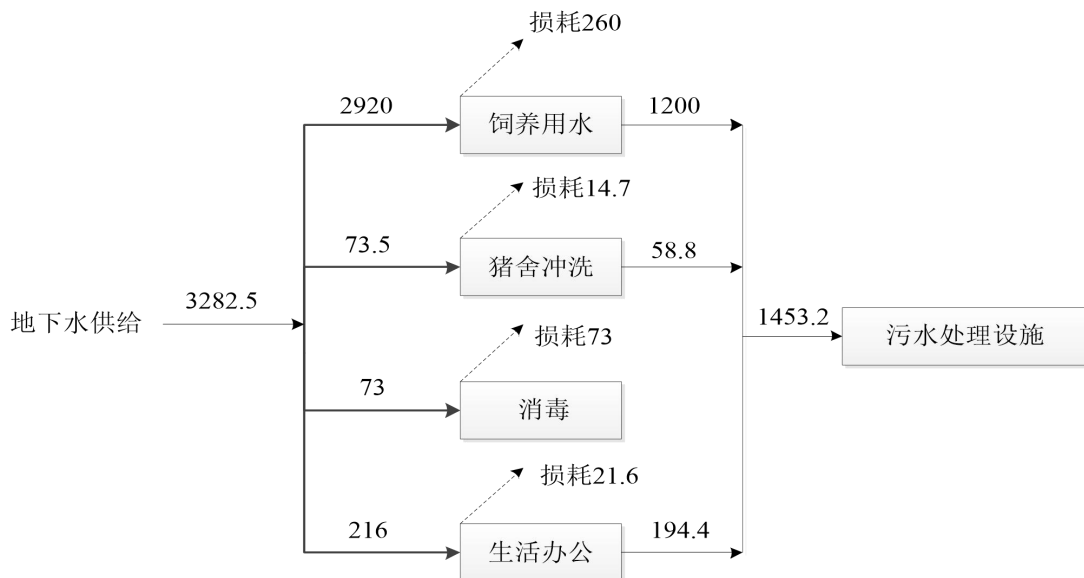 损耗260
2920
饲养用水
1200
损耗14.7
73.5
猪舍冲洗
58.8
地下水供给
3282.5
损耗73
73
消毒
1453.2
污水处理设施
损耗21.6
216
生活办公
194.4